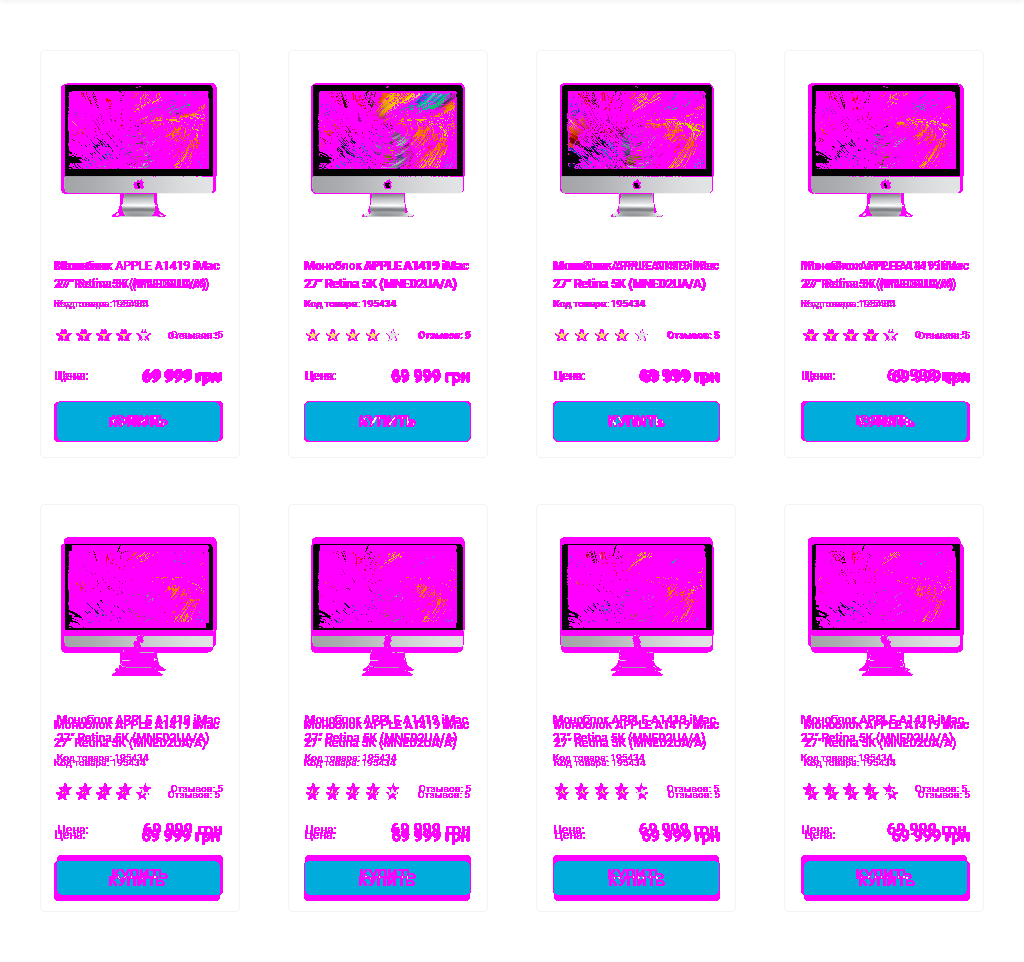 Моноблок APPLE A1419 iMac
27" Retina 5K (MNED2UA/A)
Код товара: 195434
Отзывов: 5
Цена:
69 999 грн
КУПИТЬ
Моноблок APPLE A1419 iMac
27" Retina 5K (MNED2UA/A)
Код товара: 195434
Отзывов: 5
Цена:
69 999 грн
КУПИТЬ
Моноблок APPLE A1419 iMac
27" Retina 5K (MNED2UA/A)
Код товара: 195434
Отзывов: 5
Цена:
69 999 грн
КУПИТЬ
Моноблок APPLE A1419 iMac
27" Retina 5K (MNED2UA/A)
Код товара: 195434
Отзывов: 5
Цена:
69 999 грн
КУПИТЬ
Моноблок APPLE A1419 iMac
27" Retina 5K (MNED2UA/A)
Код товара: 195434
Отзывов: 5
Цена:
69 999 грн
КУПИТЬ
Моноблок APPLE A1419 iMac
27" Retina 5K (MNED2UA/A)
Код товара: 195434
Отзывов: 5
Цена:
69 999 грн
КУПИТЬ
Моноблок APPLE A1419 iMac
27" Retina 5K (MNED2UA/A)
Код товара: 195434
Отзывов: 5
Цена:
69 999 грн
КУПИТЬ
Моноблок APPLE A1419 iMac
27" Retina 5K (MNED2UA/A)
Код товара: 195434
Отзывов: 5
Цена:
69 999 грн
КУПИТЬ